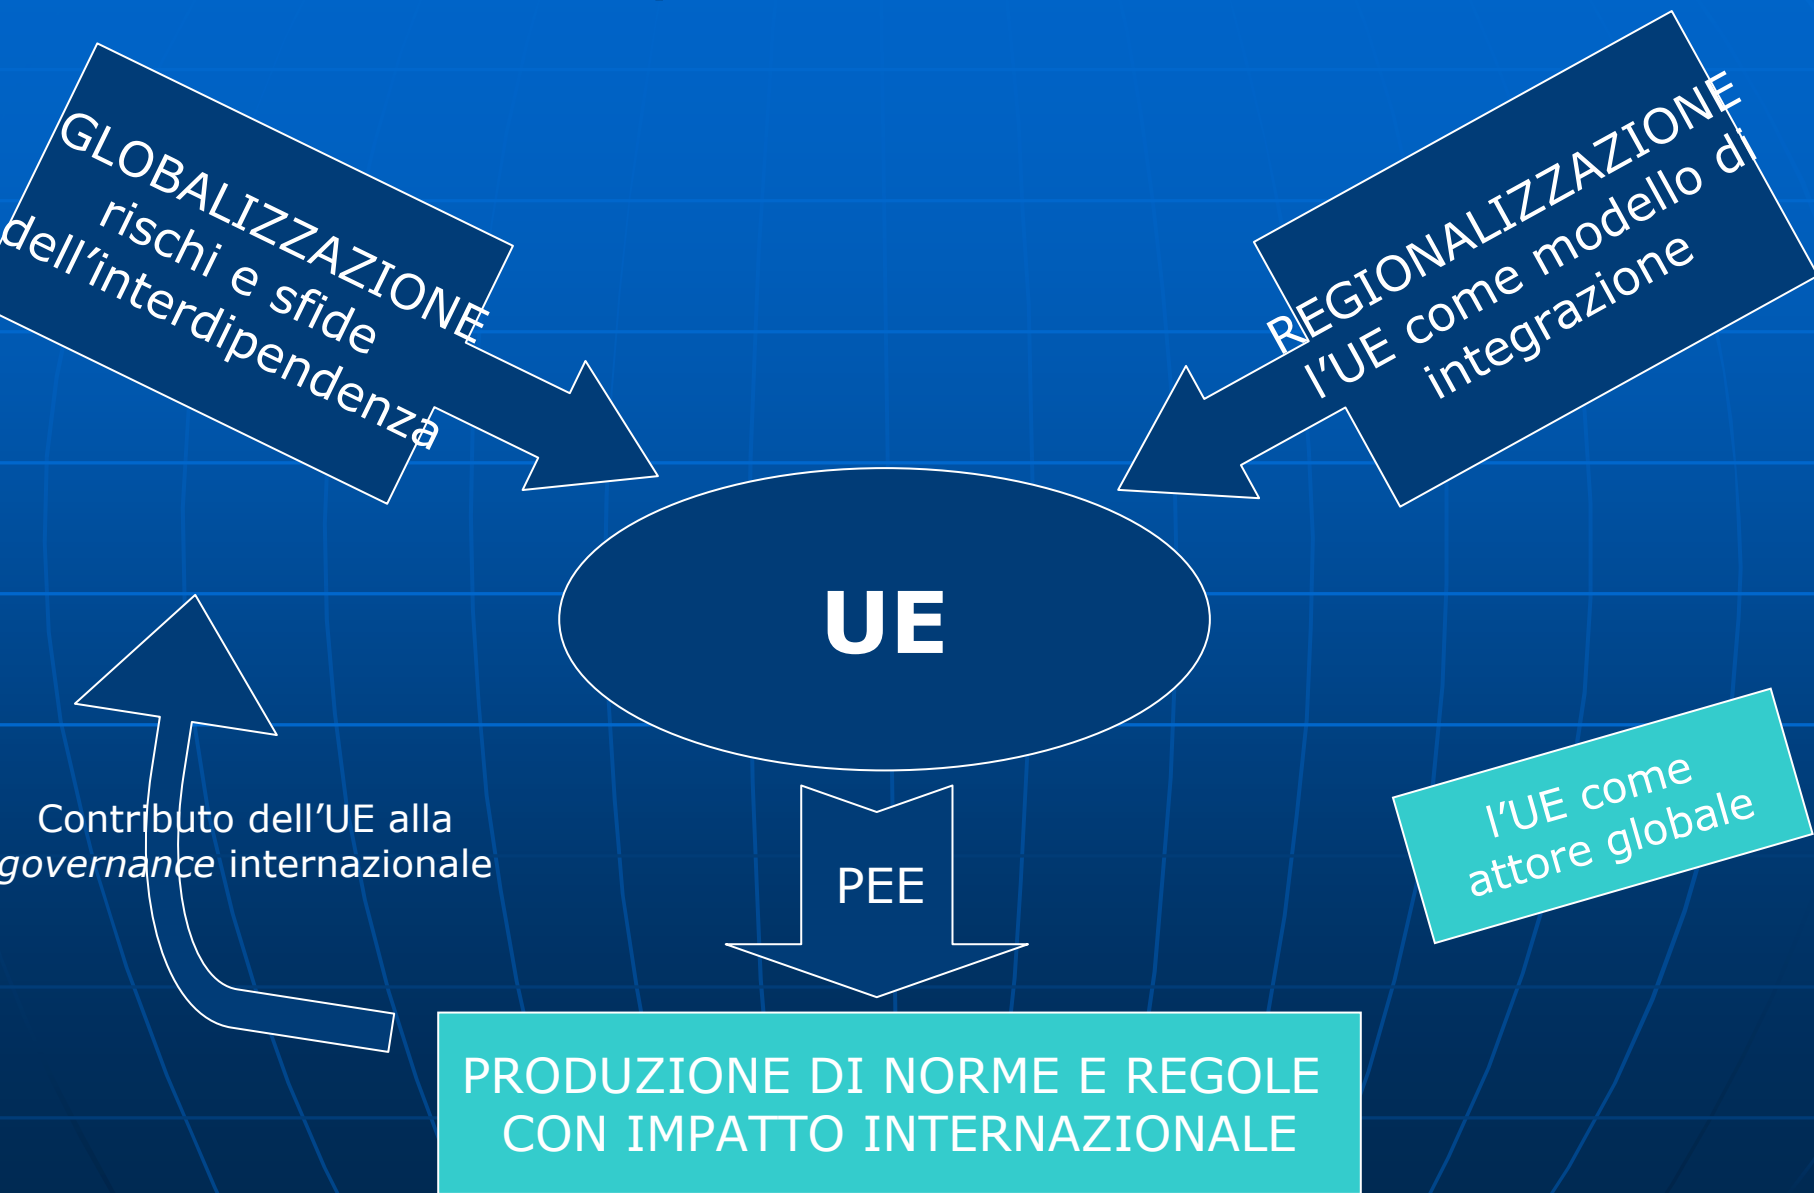 GLOBALIZZAZIONE
rischi e sfide
dell’interdipendenza
REGIONALIZZAZIONE
l’UE come modello di
integrazione
UE
Contributo dell’UE alla
governance internazionale
PEE
l’UE come
attore globale
PRODUZIONE DI NORME E REGOLE
CON IMPATTO INTERNAZIONALE